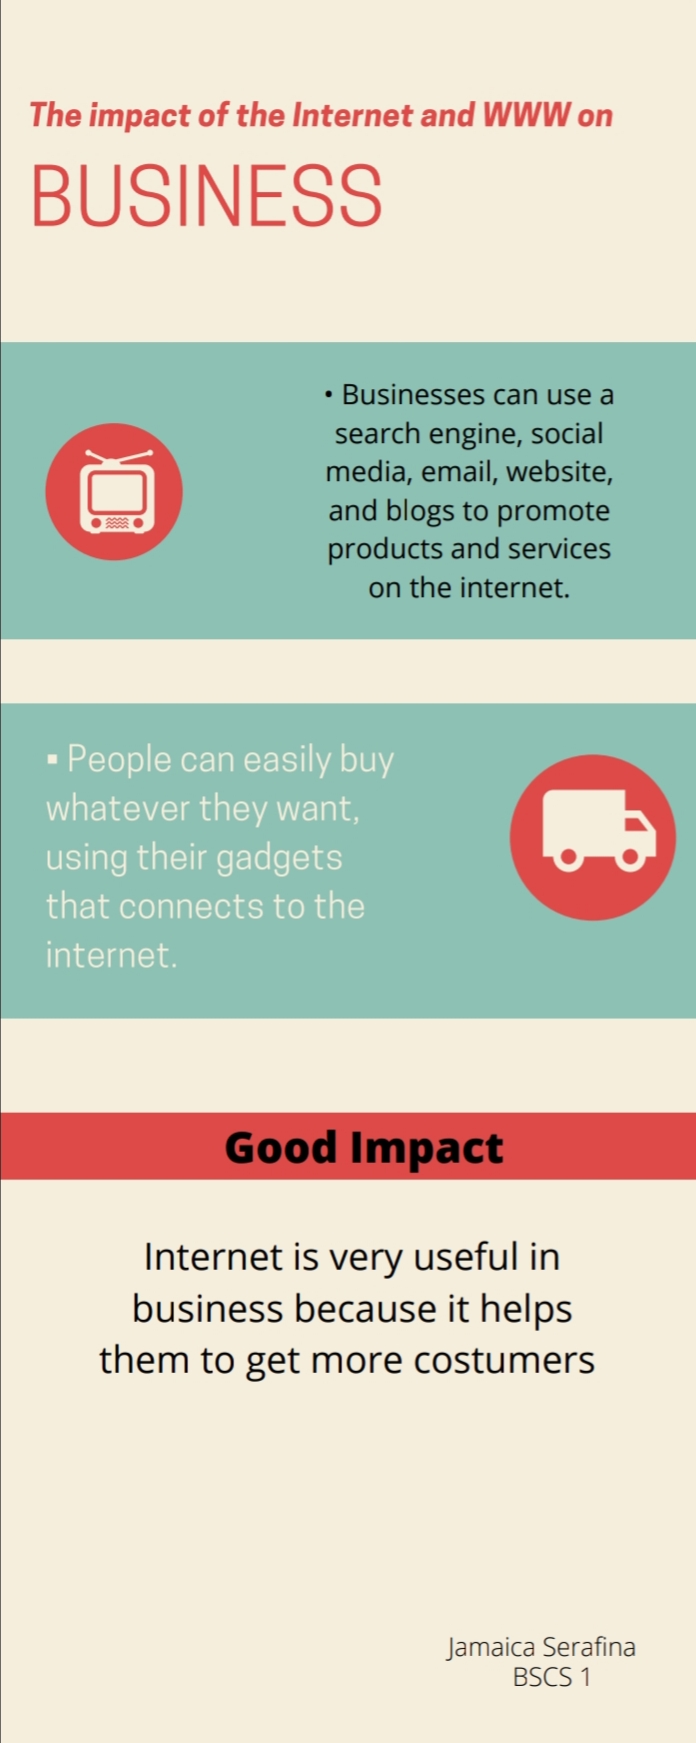 The impact of the Internet and WWW on
BUSINESS
• Businesses can use a
search engine, social
media, email, website,
and blogs to promote
products and services
on the internet.
▪ People can easily buy
whatever they want,
using their gadgets
that connects to the
internet.
Good Impact
Internet is very useful in
business because it helps
them to get more costumers
Jamaica Serafina
BSCS 1